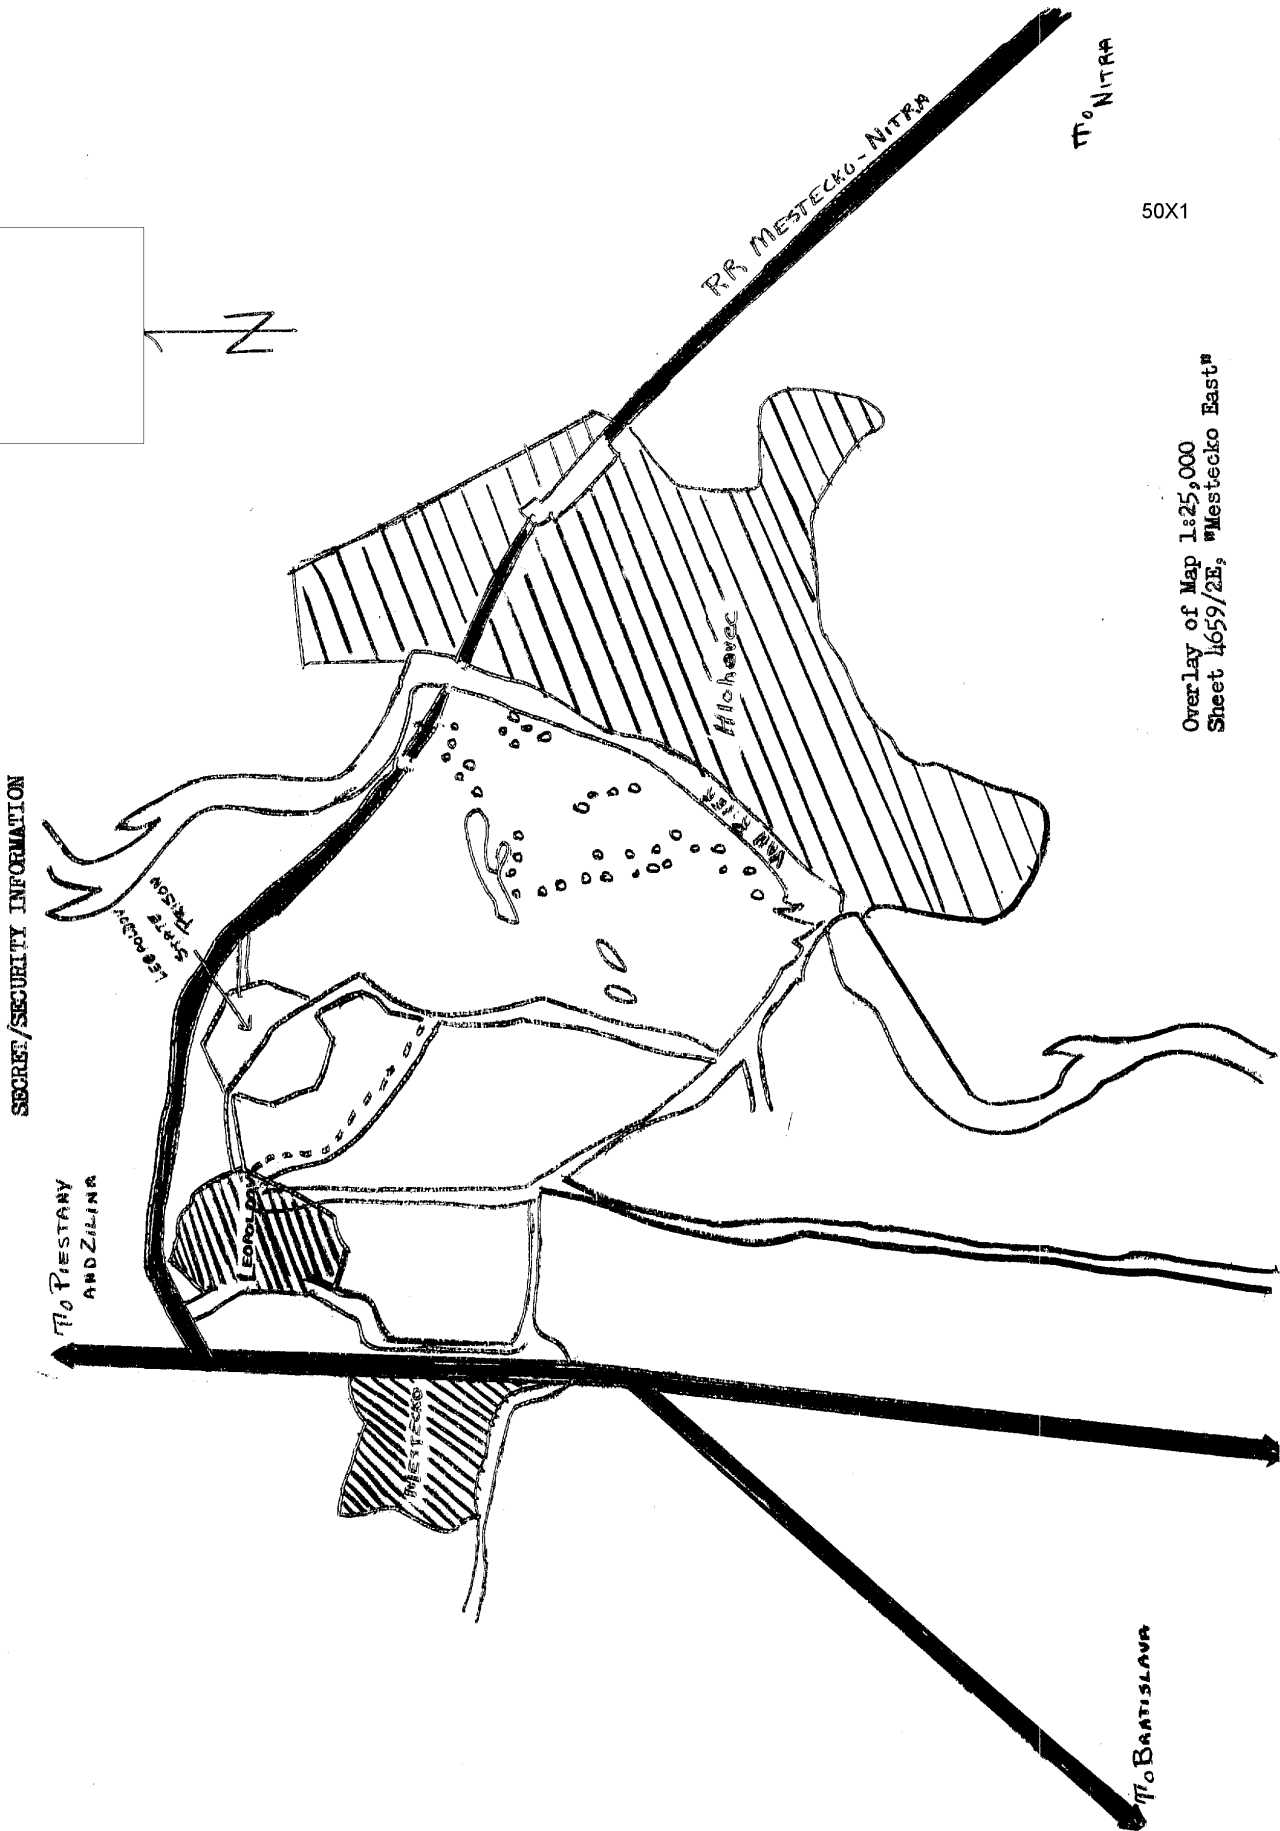 SECRET/SECURITY INFORMATION
N
To PIESTANY
AND ZILINA
LEOPOLDOV
STATE
PRISON
LEOPOLDOV
MESTECKO
VAH RIVER
Hlohovec
RR MESTECKO-NITRA
To NITRA
50X1
To BRATISLAVA
Overlay of Map 1:25,000
Sheet 4659/2E, "Mestecko East"